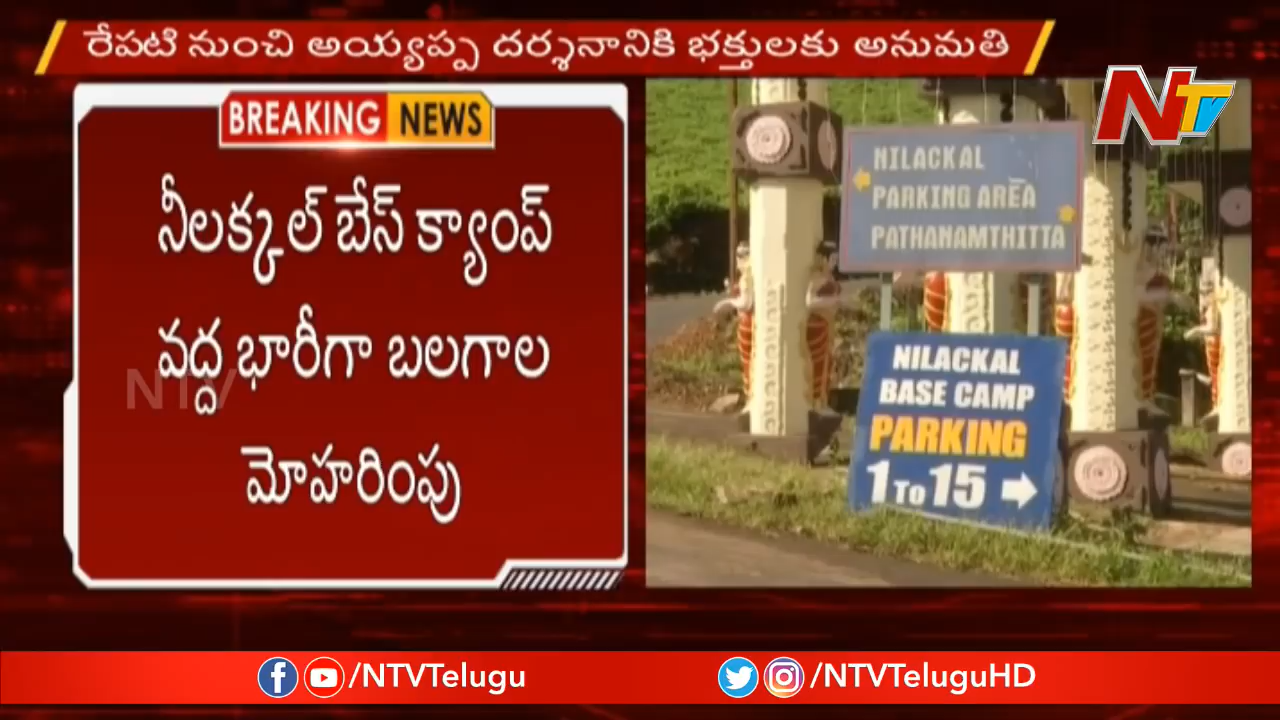 రేపటి నుంచి అయ్యప్ప దర్శనానికి భక్తులకు అనుమతి
BREAKING NEWS
నీలక్కల్ బేస్ క్యాంప్
వద్ద భారీగా బలగాల
మోహరింపు
NTV
NTV
NILACKAL
PARKING AREA
PATHANAMTHITTA
NILACKAL
BASE CAMP
PARKING
1 To 15
/NTVTelugu
/NTVTeluguHD